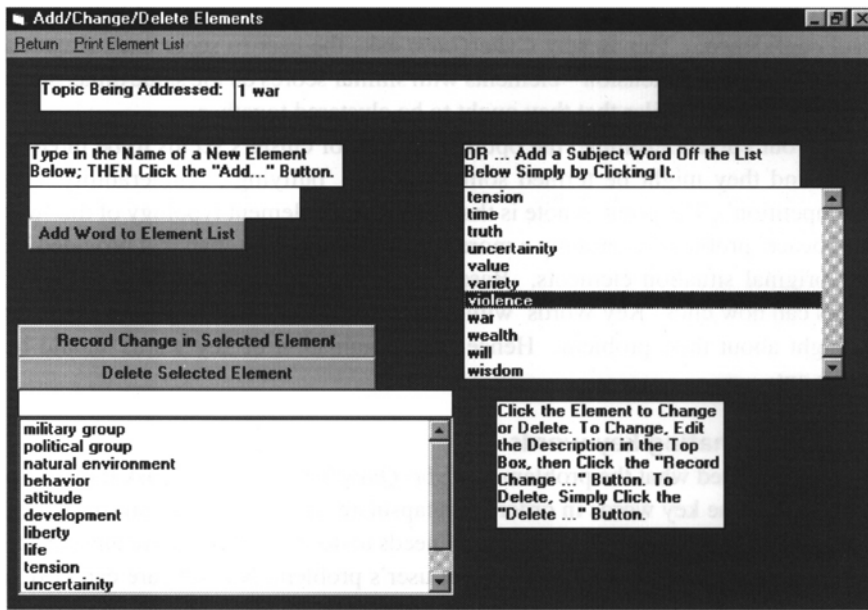 Add/Change/Delete Elements
Return Print Element List
Topic Being Addressed: 1 war
Type in the Name of a New Element
Below; THEN Click the "Add..." Button.
Add Word to Element List
OR ... Add a Subject Word Off the List
Below Simply by Clicking It.
tension
time
truth
uncertainity
value
variety
violence
war
wealth
will
wisdom
Record Change in Selected Element
Delete Selected Element
military group
political group
natural environment
behavior
attitude
development
liberty
life
tension
uncertainity
Click the Element to Change
or Delete. To Change, Edit
the Description in the Top
Box, then Click the "Record
Change ..." Button. To
Delete, Simply Click the
"Delete ..." Button.